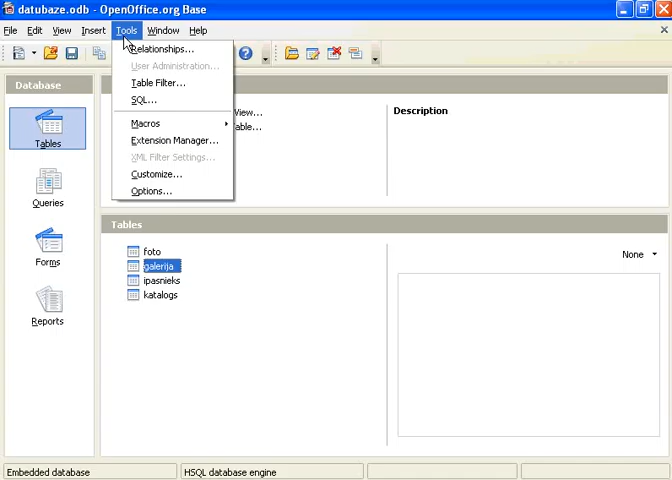 datubaze.odb - OpenOffice.org Base
File Edit View Insert Tools Window Help
Relationships...
User Administration...
Table Filter...
SQL...
Macros
Extension Manager...
XML Filter Settings...
Customize...
Options...
Database
Tables
Queries
Forms
Reports
View...
able...
Description
Tables
foto
galerija
ipasnieks
katalogs
None
Embedded database
HSQL database engine